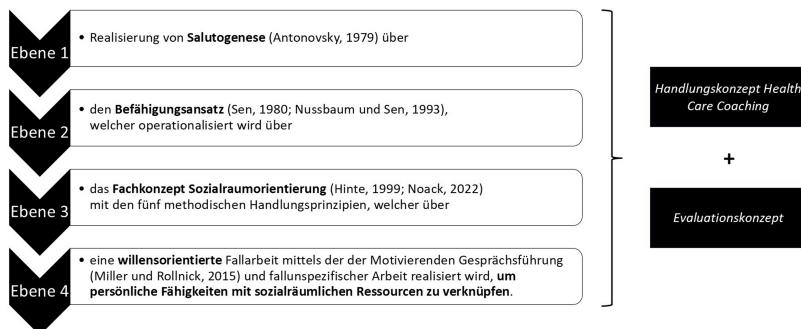 Ebene 1
• Realisierung von Salutogenese (Antonovsky, 1979) über
Ebene 2
• den Befähigungsansatz (Sen, 1980; Nussbaum und Sen, 1993),
welcher operationalisiert wird über
Ebene 3
• das Fachkonzept Sozialraumorientierung (Hinte, 1999; Noack, 2022)
mit den fünf methodischen Handlungsprinzipien, welcher über
Ebene 4
• eine willensorientierte Fallarbeit mittels der der Motivierenden Gesprächsführung
(Miller und Rollnick, 2015) und fallunspezifischer Arbeit realisiert wird, um
persönliche Fähigkeiten mit sozialräumlichen Ressourcen zu verknüpfen.
Handlungskonzept Health
Care Coaching
+
Evaluationskonzept